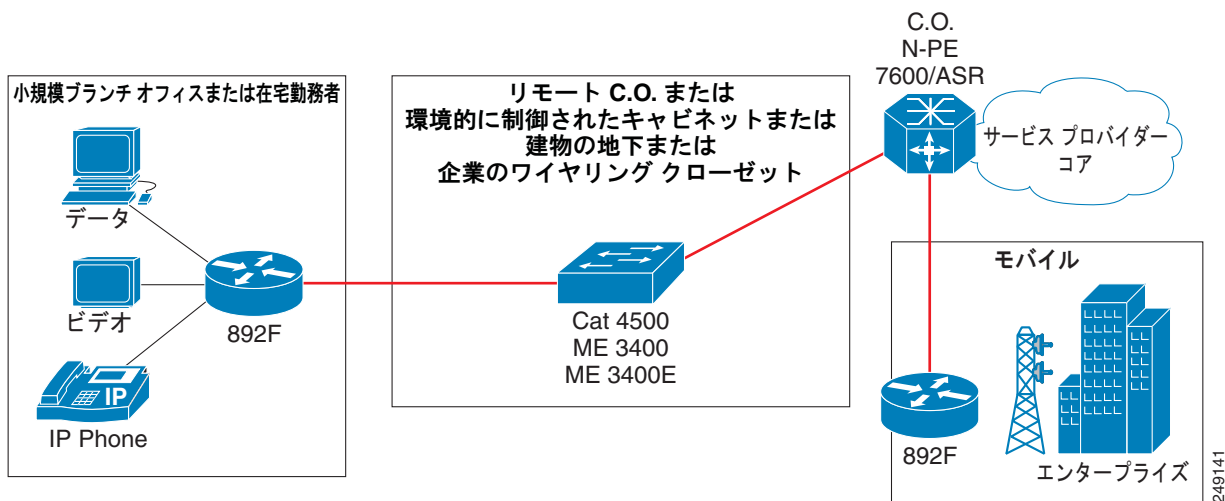 小規模ブランチ オフィスまたは在宅勤務者
データ
ビデオ
IP
IP Phone
892F
リモート C.O. または
環境的に制御されたキャビネットまたは
建物の地下または
企業のワイヤリング クローゼット
Cat 4500
ME 3400
ME 3400E
C.O.
N-PE
7600/ASR
サービス プロバイダー
コア
モバイル
892F
エンタープライズ
249141